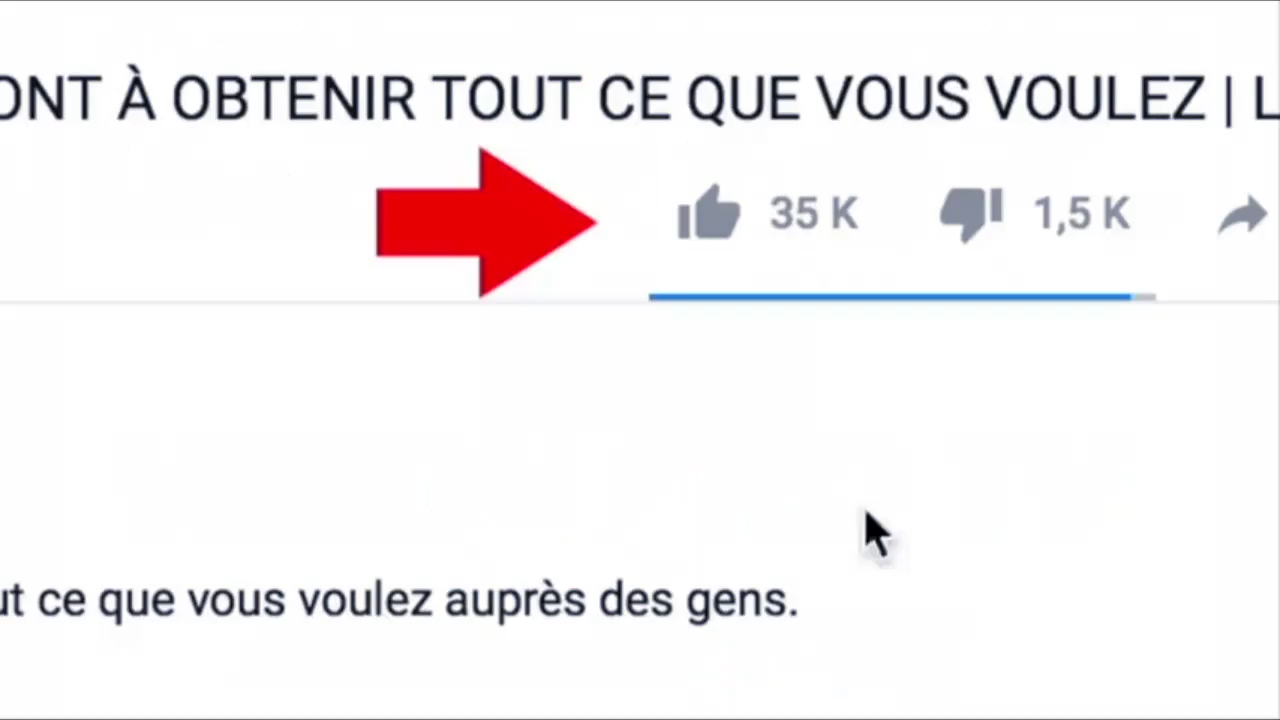 ONT À OBTENIR TOUT CE QUE VOUS VOULEZ | L
35 K 1,5 K
ut ce que vous voulez auprès des gens.